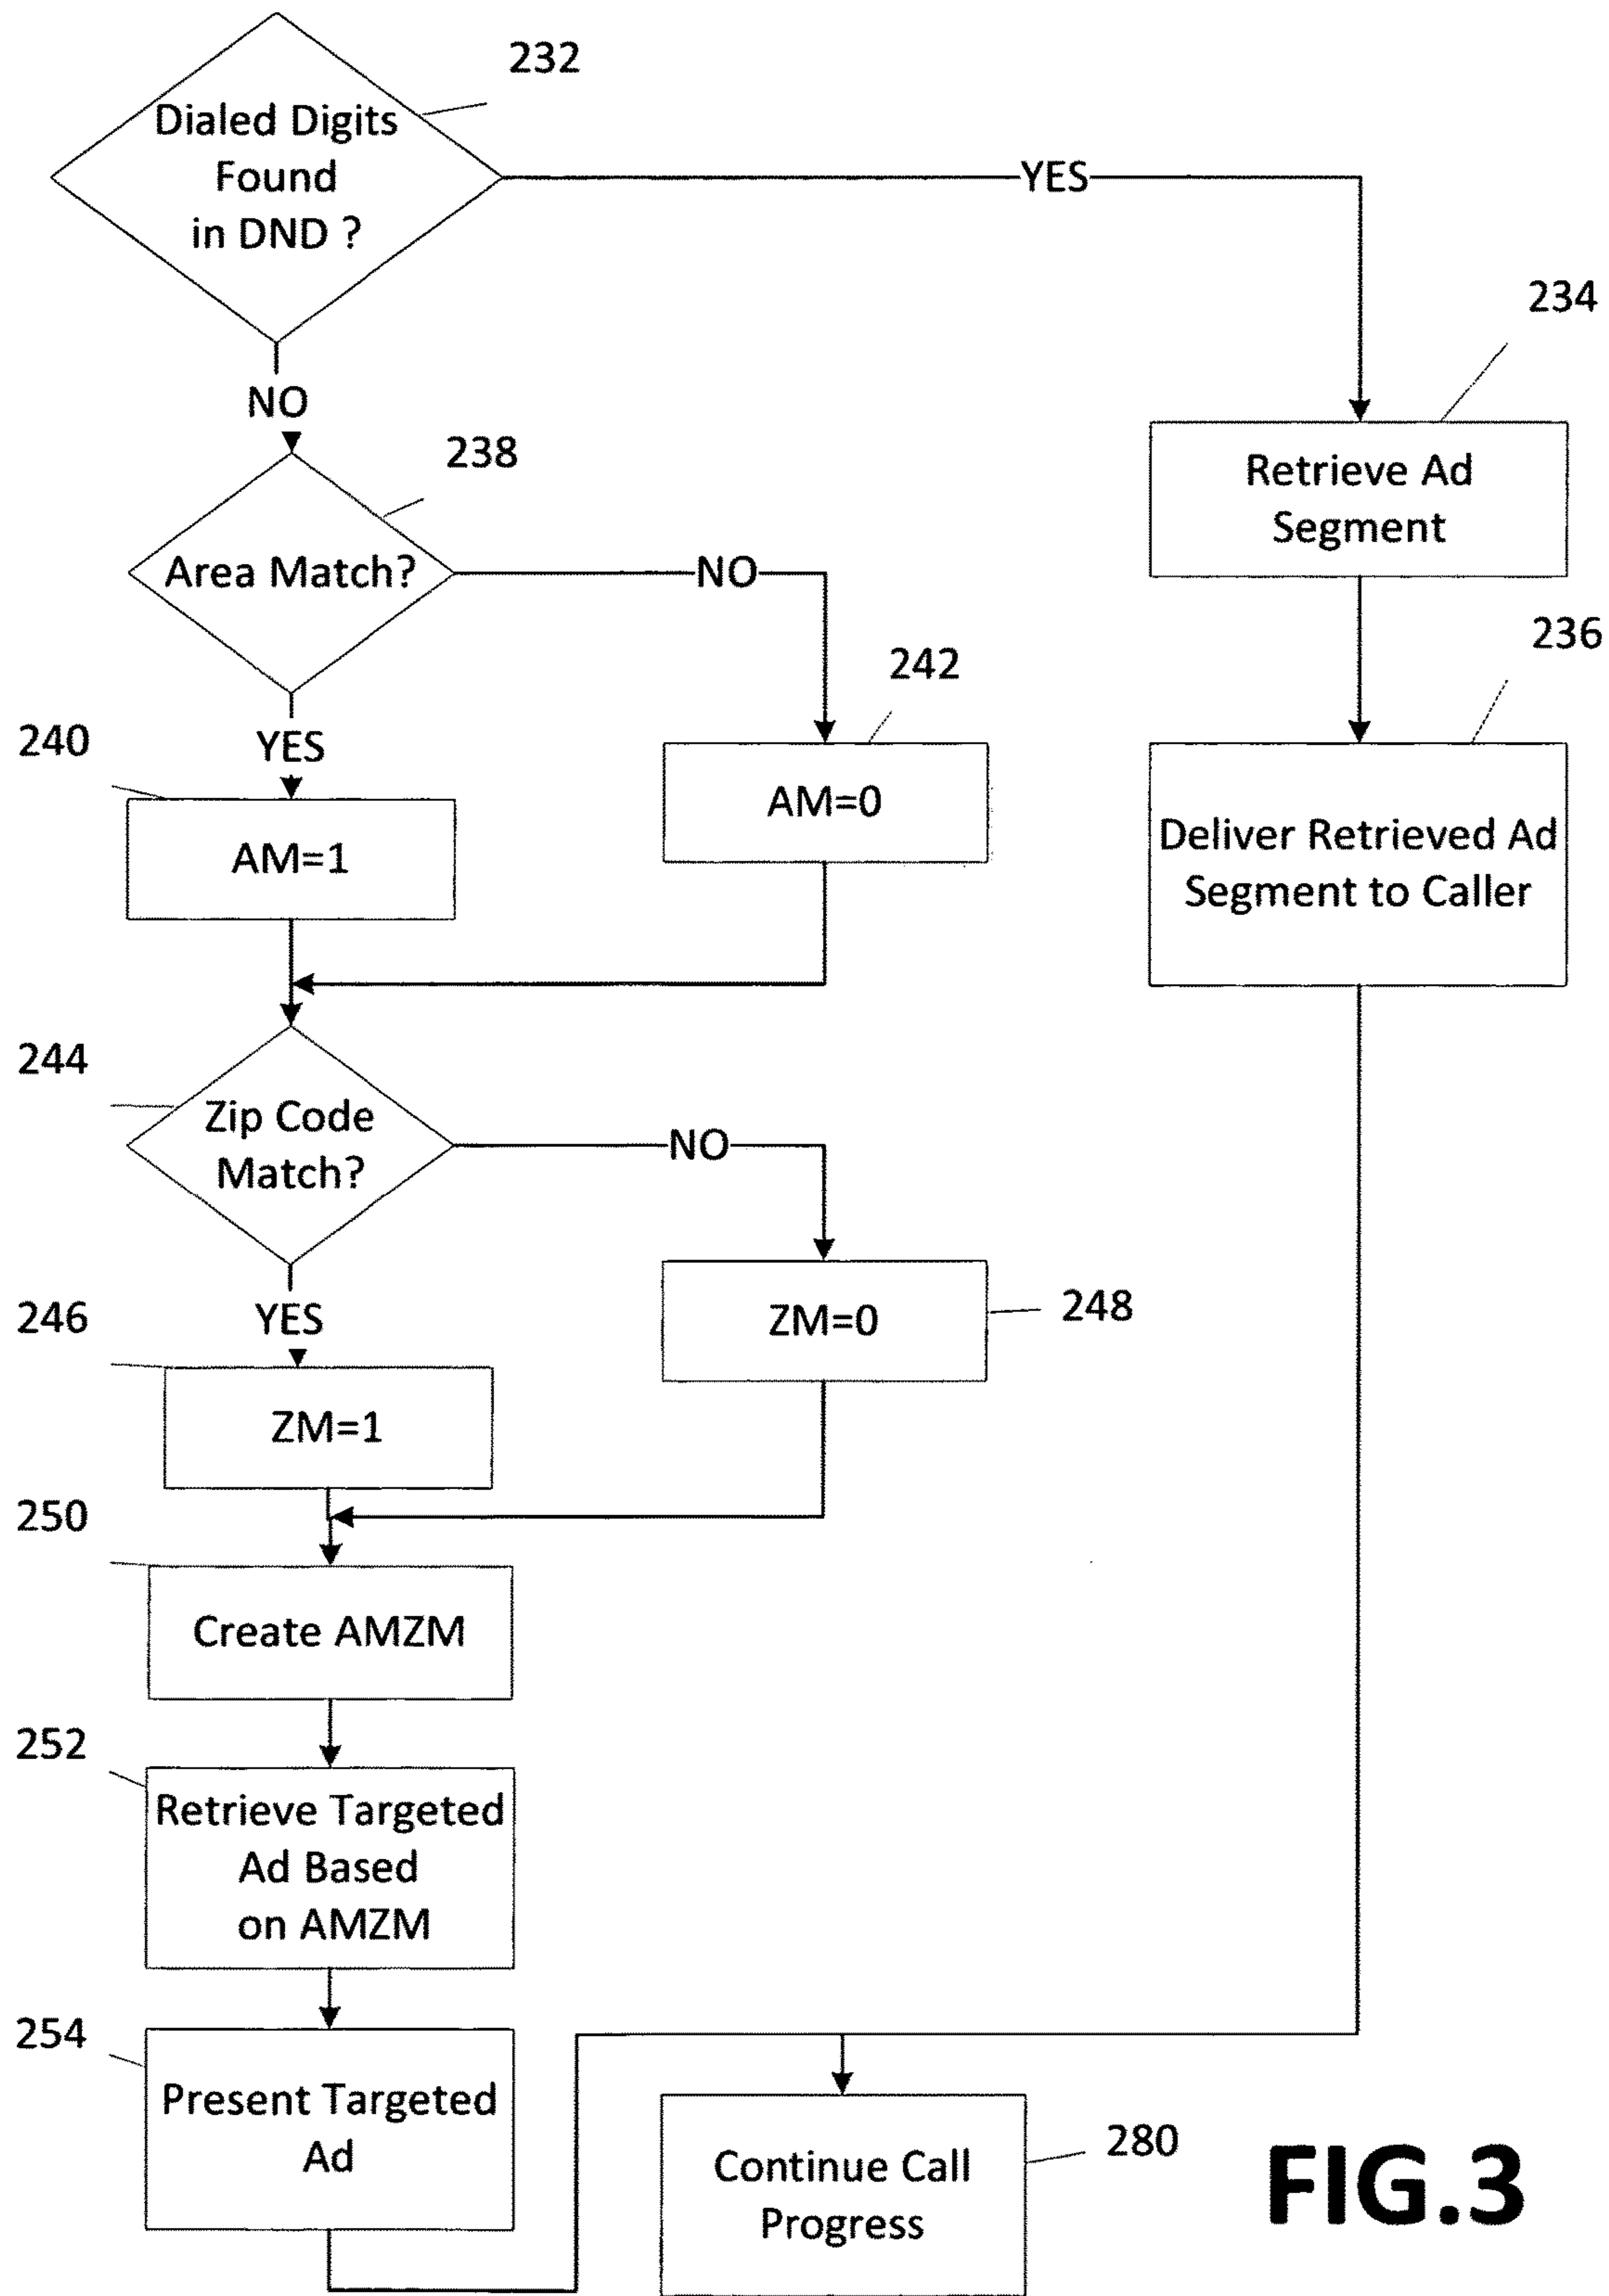 232
Dialed Digits
Found
in DND ?
YES
234
NO
238
Retrieve Ad
Segment
Area Match?
NO
236
242
240
YES
AM=0
AM=1
Deliver Retrieved Ad
Segment to Caller
244
Zip Code
Match?
NO
246
YES
248
ZM=0
ZM=1
250
Create AMZM
252
Retrieve Targeted
Ad Based
on AMZM
254
Present Targeted
Ad
280
Continue Call
Progress
FIG.3